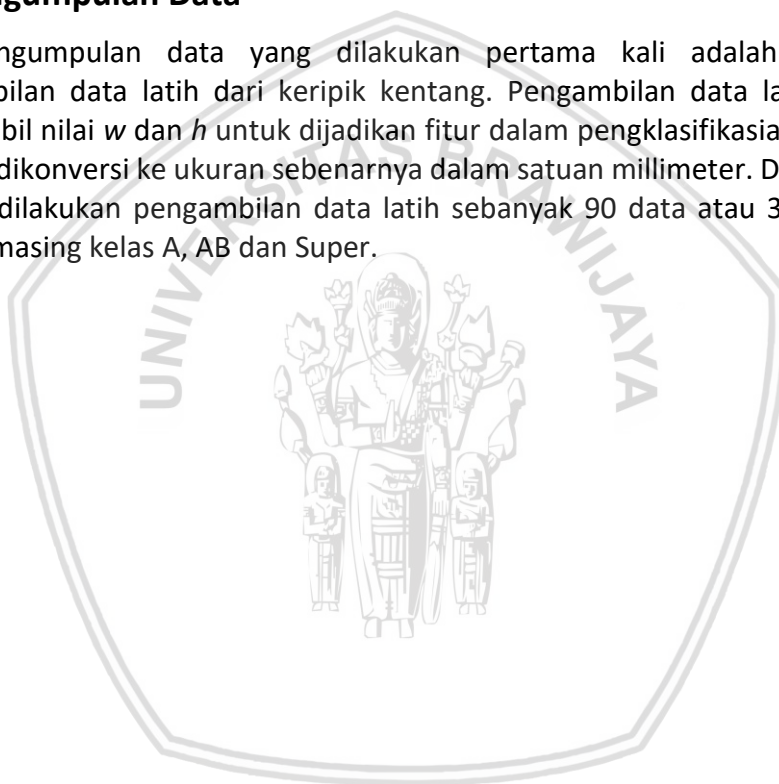 ngumpulan Data
ngumpulan data yang dilakukan pertama kali adalah
bilan data latih dari keripik kentang. Pengambilan data la
bil nilai w dan h untuk dijadikan fitur dalam pengklasifikasia
dikonversi ke ukuran sebenarnya dalam satuan millimeter. D
dilakukan pengambilan data latih sebanyak 90 data atau 3
masing kelas A, AB dan Super.
UNIVERSITAS BRAWIJAYA